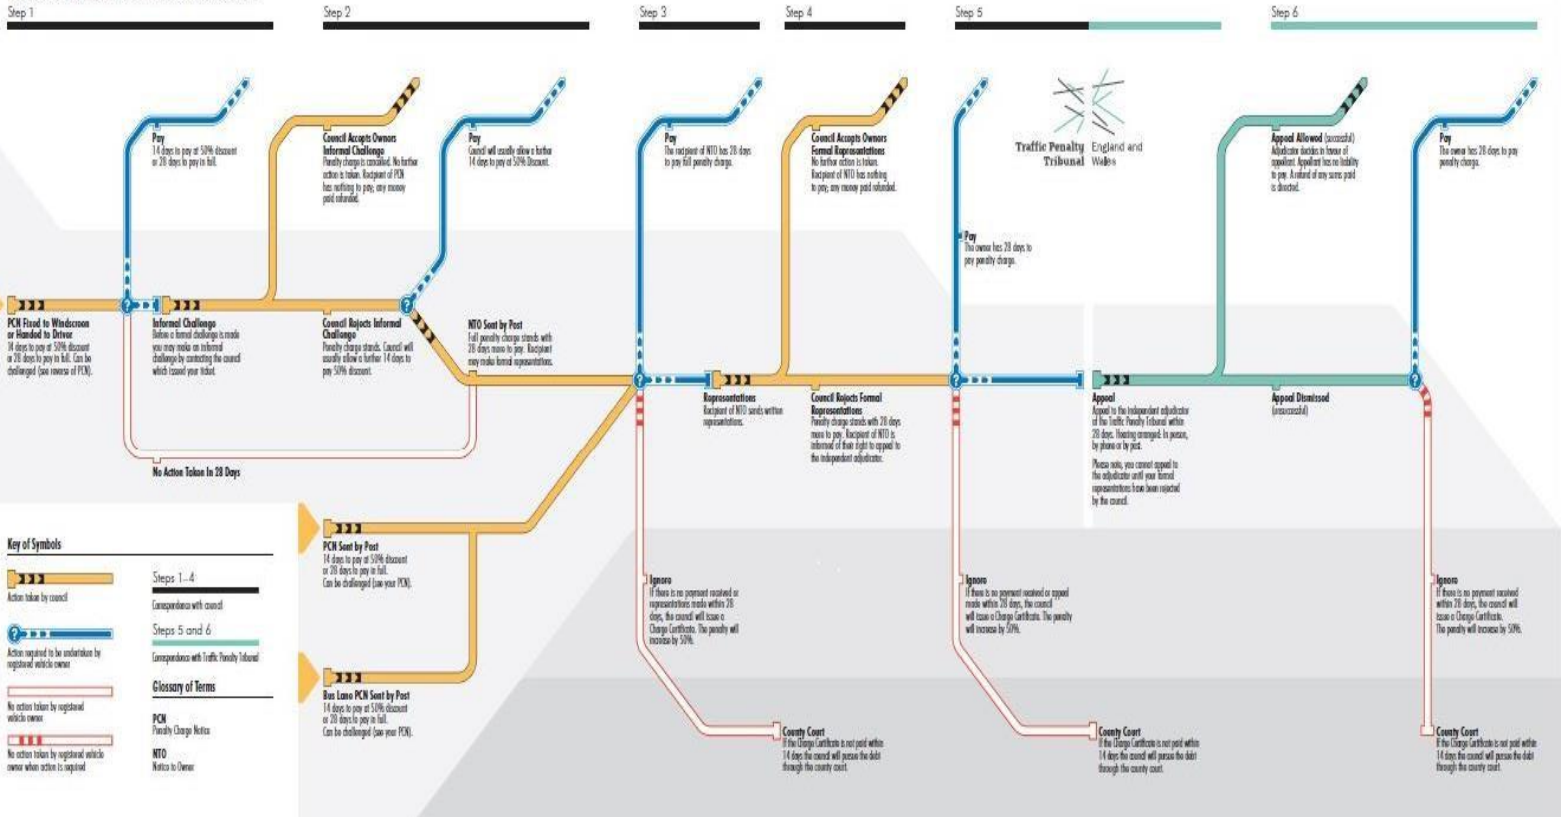 Step 1
Step 2
Step 3
Step 4
Step 5
Step 6
Pay
14 days to pay at 50% discount
or 28 days to pay in full.
Council Accepts Owners
Informal Challenge
Penalty charge is cancelled. No further
action is taken. Recipient of PCN
has nothing to pay; any money
paid refunded.
Pay
Council will usually allow a further
14 days to pay at 50% Discount.
Pay
The recipient of NTO has 28 days
to pay full penalty charge.
Council Accepts Owners
Formal Representations
No further action is taken.
Recipient of NTO has nothing
to pay; any money paid refunded.
Traffic Penalty
Tribunal
England and
Wales
Appeal Allowed (successful)
Adjudicator decides in favour of
appellant. Appellant has no liability
to pay. A refund of any sums paid
is directed.
Pay
The owner has 28 days to pay
penalty charge.
Pay
The owner has 28 days to
pay penalty charge.
PCN Fixed to Windscreen
or Handed to Driver
14 days to pay at 50% discount
or 28 days to pay in full. Can be
challenged (see reverse of PCN).
Informal Challenge
Before a formal challenge is made
you may make an informal
challenge by contacting the council
which issued your ticket.
Council Rejects Informal
Challenge
Penalty charge stands. Council will
usually allow a further 14 days to
pay 50% discount.
NTO Sent by Post
Full penalty charge stands with
28 days more to pay. Recipient
may make formal representations.
Representations
Recipient of NTO sends written
representations.
Council Rejects Formal
Representations
Penalty charge stands with 28 days
more to pay. Recipient of NTO is
informed of their right to appeal to
the independent adjudicator.
Appeal
Appeal to the independent adjudicator
at the Traffic Penalty Tribunal within
28 days. Hearing arranged: In person,
by phone or by post.
Please note, you cannot appeal to
the adjudicator until your formal
representations have been rejected
by the council.
Appeal Dismissed
(unsuccessful)
No Action Taken In 28 Days
PCN Sent by Post
14 days to pay at 50% discount
or 28 days to pay in full.
Can be challenged (see your PCN).
Bus Lane PCN Sent by Post
14 days to pay at 50% discount
or 28 days to pay in full.
Can be challenged (see your PCN).
Ignore
If there is no payment received or
representations made within 28
days, the council will issue a
Charge Certificate. The penalty will
increase by 50%.
Ignore
If there is no payment received or appeal
made within 28 days, the council
will issue a Charge Certificate. The penalty
will increase by 50%.
Ignore
If there is no payment received
within 28 days, the council will
issue a Charge Certificate.
The penalty will increase by 50%.
County Court
If the Charge Certificate is not paid within
14 days the council will pursue the debt
through the county court.
County Court
If the Charge Certificate is not paid within
14 days the council will pursue the debt
through the county court.
County Court
If the Charge Certificate is not paid within
14 days the council will pursue the debt
through the county court.
Key of Symbols
Action taken by council
?
Action required to be undertaken by
registered vehicle owner
No action taken by registered
vehicle owner
No action taken by registered vehicle
owner when action is required
Steps 1–4
Correspondence with council
Steps 5 and 6
Correspondence with Traffic Penalty Tribunal
Glossary of Terms
PCN
Penalty Charge Notice
NTO
Notice to Owner